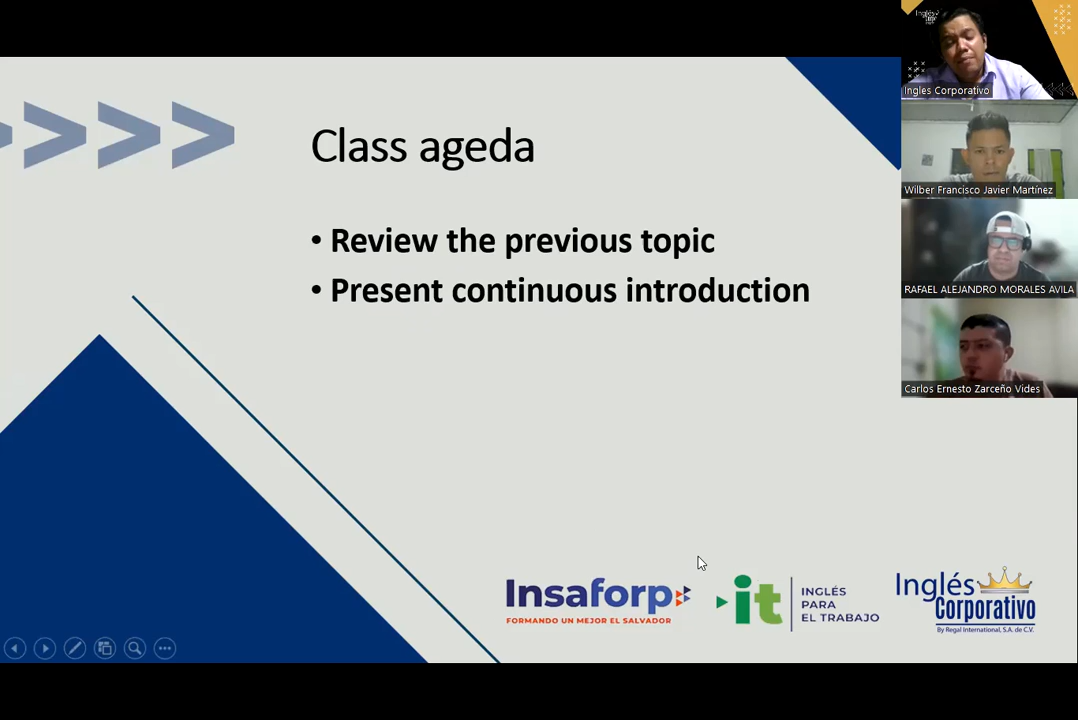 Class ageda
• Review the previous topic
• Present continuous introduction
Insaforp
FORMANDO UN MEJOR EL SALVADOR
it
INGLÉS
PARA
EL TRABAJO
Inglés
Corporativo
By Regal International, S.A. de C.V.
Ingles Corporativo
Wilber Francisco Javier Martínez
RAFAEL ALEJANDRO MORALES AVILA
Carlos Ernesto Zarceño Vides